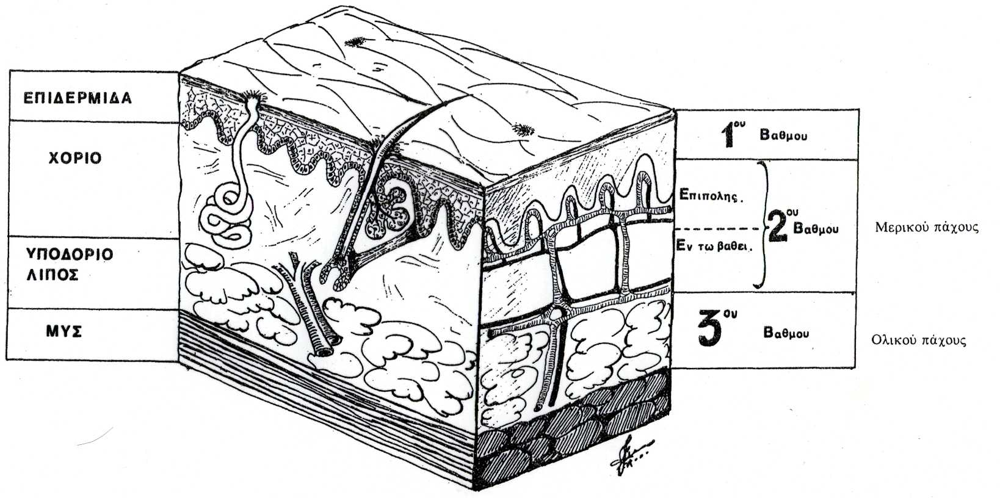 ΕΠΙΔΕΡΜΙΔΑ
ΧΟΡΙΟ
ΥΠΟΔΟΡΙΟ
ΛΙΠΟΣ
ΜΥΣ
1ου Βαθμου
Επιπολης.
Εν τω βαθει.
2ου Βαθμου
Μερικού πάχους
3ου Βαθμου
Ολικού πάχους